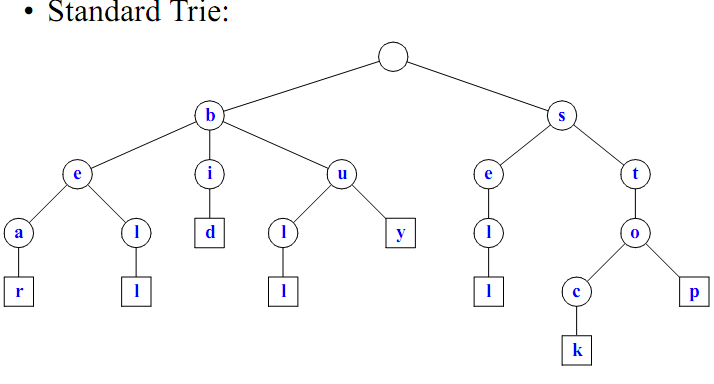 • Standard Trie:
b s
e i u e t
a l d l y l o
r l l l c p
k